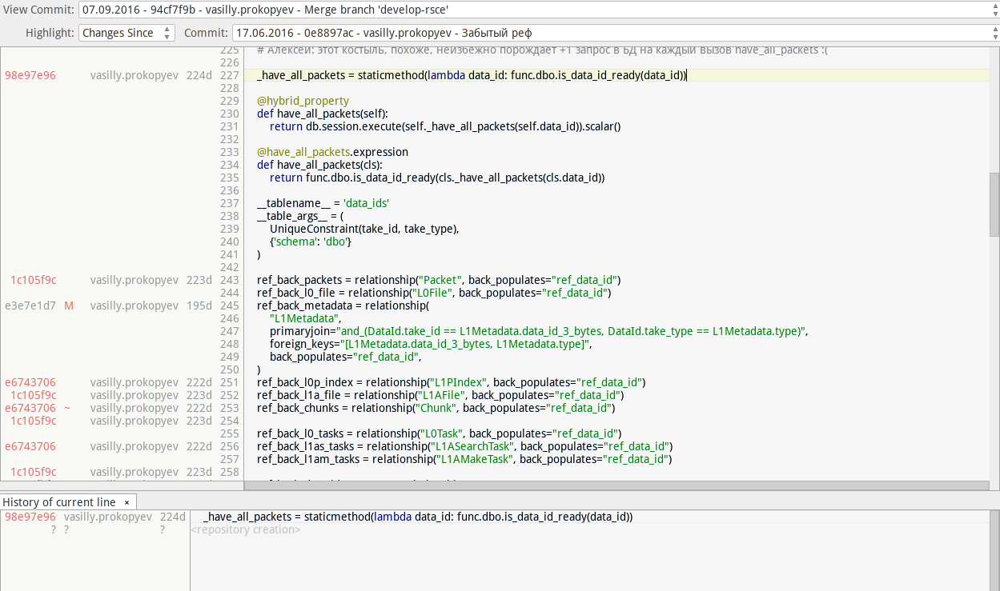 View Commit: 07.09.2016 - 94cf7f9b - vasilly.prokopyev - Merge branch 'develop-rsce'
Highlight: Changes Since Commit: 17.06.2016 - 0e8897ac - vasilly.prokopyev - Забытый реф
225 # Алексей: этот костыль, похоже, неизбежно порождает +1 запрос в БД на каждый вызов have_all_packets :(
226
98e97e96 vasilly.prokopyev 224d 227 _have_all_packets = staticmethod(lambda data_id: func.dbo.is_data_id_ready(data_id))
228
229 @hybrid_property
230 def have_all_packets(self):
231 return db.session.execute(self._have_all_packets(self.data_id)).scalar()
232
233 @have_all_packets.expression
234 def have_all_packets(cls):
235 return func.dbo.is_data_id_ready(cls._have_all_packets(cls.data_id))
236
237 __tablename__ = 'data_ids'
238 __table_args__ = (
239 UniqueConstraint(take_id, take_type),
240 {'schema': 'dbo'}
241 )
242
1c105f9c vasilly.prokopyev 223d 243 ref_back_packets = relationship("Packet", back_populates="ref_data_id")
244 ref_back_l0_file = relationship("L0File", back_populates="ref_data_id")
e3e7e1d7 M vasilly.prokopyev 195d 245 ref_back_metadata = relationship(
246 "L1Metadata",
247 primaryjoin="and_(DataId.take_id == L1Metadata.data_id_3_bytes, DataId.take_type == L1Metadata.type)",
248 foreign_keys="[L1Metadata.data_id_3_bytes, L1Metadata.type]",
249 back_populates="ref_data_id",
250 )
e6743706 vasilly.prokopyev 222d 251 ref_back_l0p_index = relationship("L1PIndex", back_populates="ref_data_id")
1c105f9c vasilly.prokopyev 223d 252 ref_back_l1a_file = relationship("L1AFile", back_populates="ref_data_id")
e6743706 ~ vasilly.prokopyev 222d 253 ref_back_chunks = relationship("Chunk", back_populates="ref_data_id")
1c105f9c vasilly.prokopyev 223d 254
255 ref_back_l0_tasks = relationship("L0Task", back_populates="ref_data_id")
e6743706 vasilly.prokopyev 222d 256 ref_back_l1as_tasks = relationship("L1ASearchTask", back_populates="ref_data_id")
257 ref_back_l1am_tasks = relationship("L1AMakeTask", back_populates="ref_data_id")
1c105f9c vasilly.prokopyev 223d 258
History of current line ×
98e97e96 vasilly.prokopyev 224d _have_all_packets = staticmethod(lambda data_id: func.dbo.is_data_id_ready(data_id))
? ? ? <repository creation>